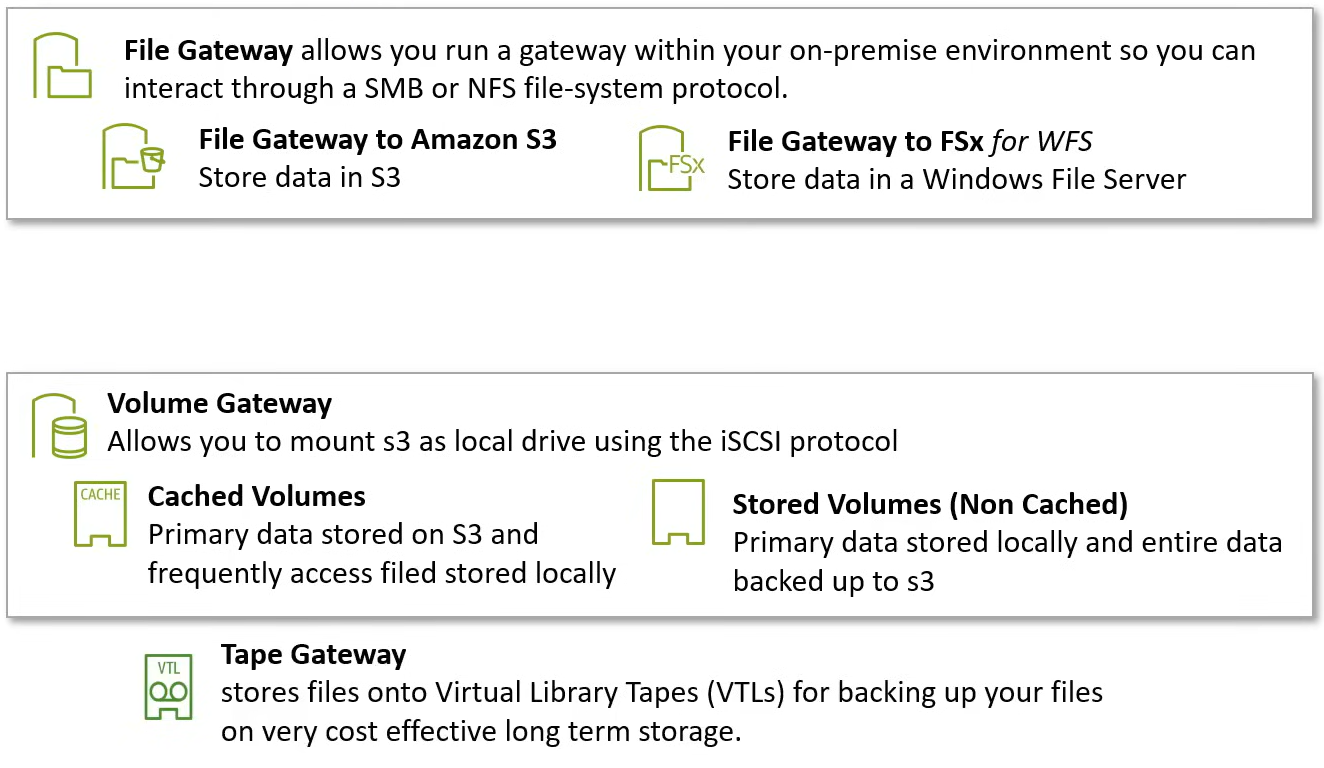 File Gateway allows you run a gateway within your on-premise environment so you can
interact through a SMB or NFS file-system protocol.
File Gateway to Amazon S3
Store data in S3
FSx
File Gateway to FSx for WFS
Store data in a Windows File Server
Volume Gateway
Allows you to mount s3 as local drive using the iSCSI protocol
CACHE
Cached Volumes
Primary data stored on S3 and
frequently access filed stored locally
Stored Volumes (Non Cached)
Primary data stored locally and entire data
backed up to s3
VTL
Tape Gateway
stores files onto Virtual Library Tapes (VTLs) for backing up your files
on very cost effective long term storage.